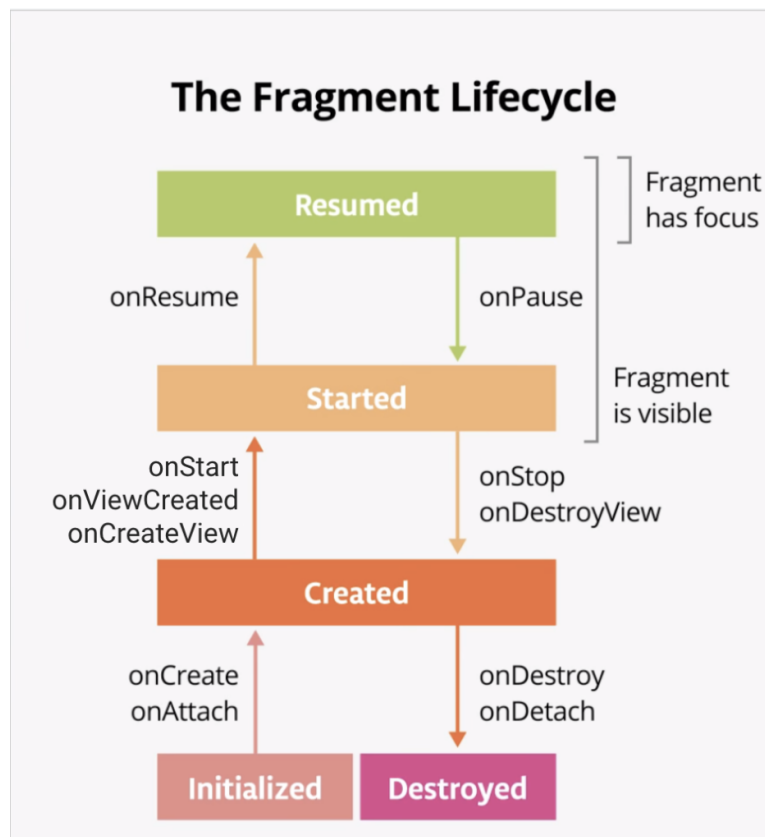 The Fragment Lifecycle
Resumed
Fragment
has focus
onResume
onPause
Started
Fragment
is visible
onStart
onViewCreated
onCreateView
onStop
onDestroyView
Created
onCreate
onAttach
onDestroy
onDetach
Initialized
Destroyed